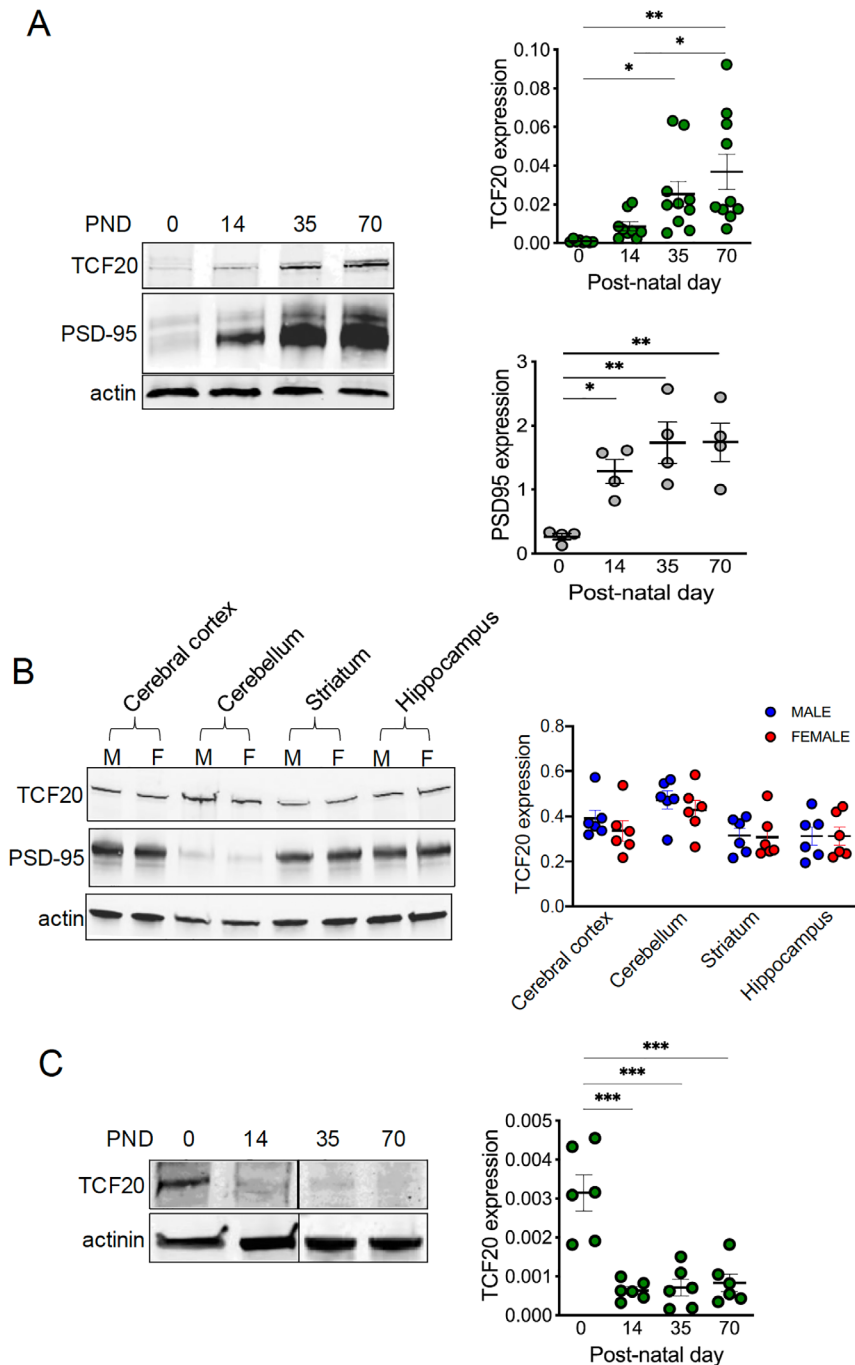 A
PND 0 14 35 70
TCF20
PSD-95
actin
** 
*
*
TCF20 expression
0.10
0.08
0.06
0.04
0.02
0.00
0 14 35 70
Post-natal day
**
**
*
PSD95 expression
3
2
1
0
0 14 35 70
Post-natal day
B
Cerebral cortex Cerebellum Striatum Hippocampus
M F M F M F M F
TCF20
PSD-95
actin
MALE
FEMALE
TCF20 expression
0.8
0.6
0.4
0.2
0.0
Cerebral cortex Cerebellum Striatum Hippocampus
C
PND 0 14 35 70
TCF20
actinin
***
***
***
TCF20 expression
0.005
0.004
0.003
0.002
0.001
0.000
0 14 35 70
Post-natal day